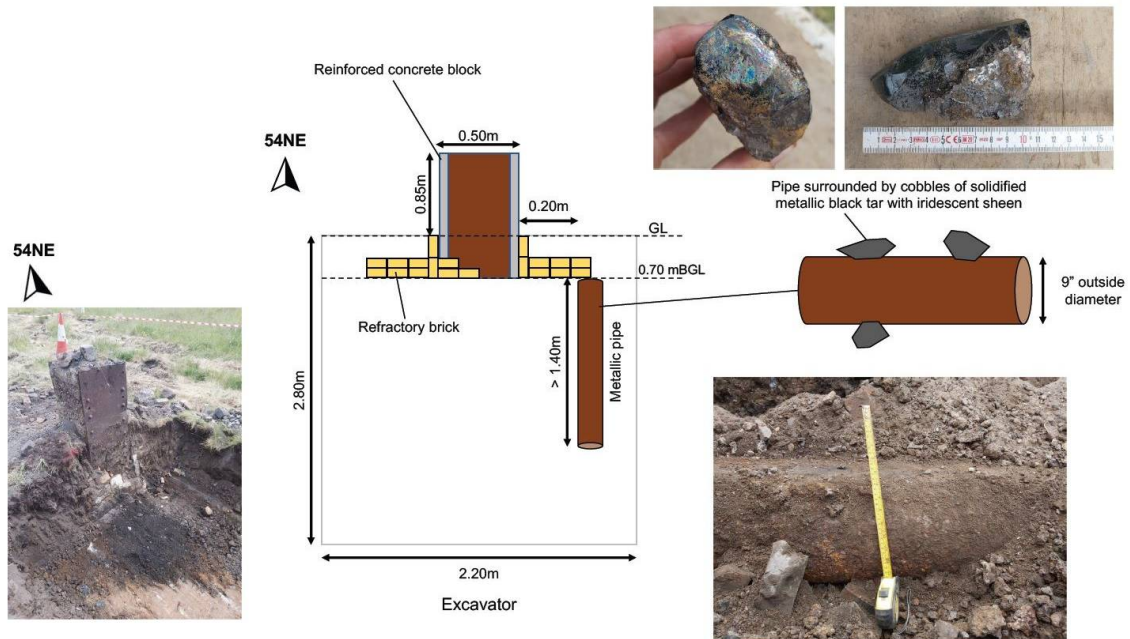 Reinforced concrete block
54NE
0.50m
0.85m
0.20m
GL
0.70 mBGL
Refractory brick
2.80m
> 1.40m
Metallic pipe
2.20m
Excavator
54NE
Pipe surrounded by cobbles of solidified
metallic black tar with iridescent sheen
9” outside
diameter